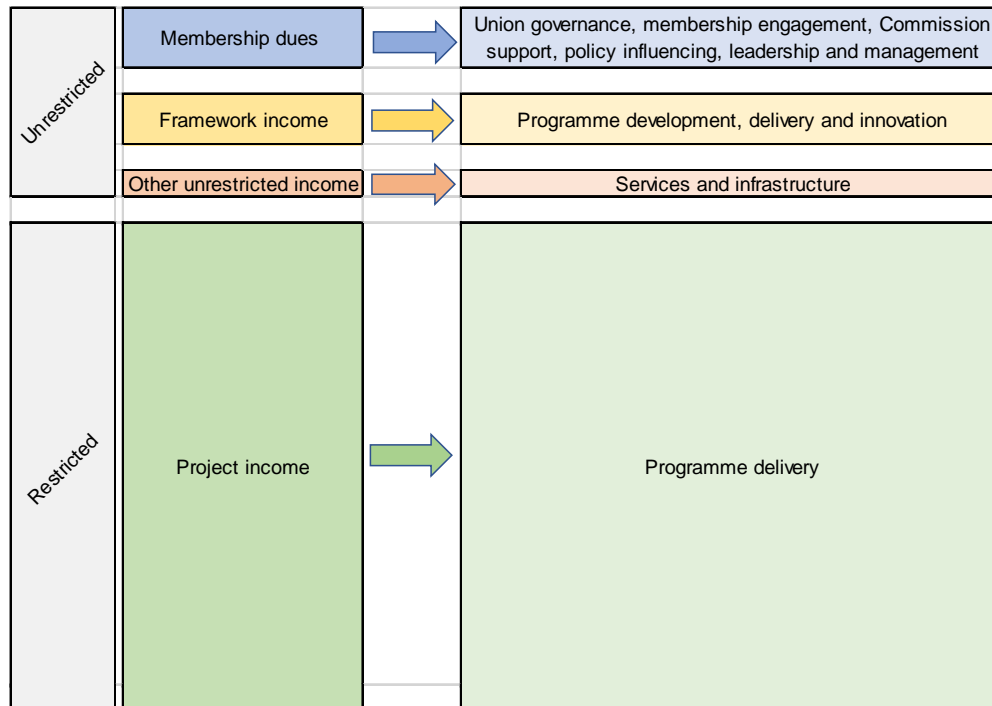 Unrestricted
Membership dues
Union governance, membership engagement, Commission
support, policy influencing, leadership and management
Framework income
Programme development, delivery and innovation
Other unrestricted income
Services and infrastructure
Restricted
Project income
Programme delivery